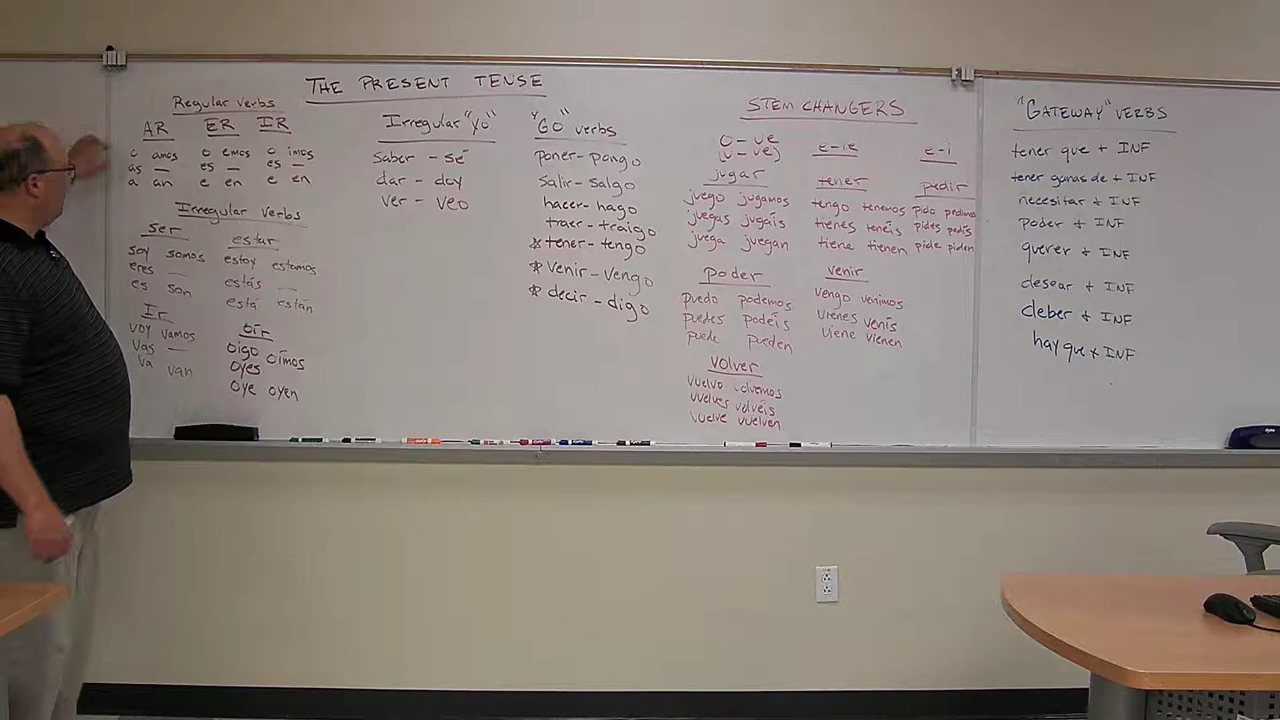 THE PRESENT TENSE
Regular verbs
AR ER IR
o amos o emos o imos
as — es — es —
a an e en e en
Irregular verbs
ser
soy somos
eres —
es son
estar
estoy estamos
estás —
está están
Ir
voy vamos
vas —
va van
oír
oigo oímos
oyes
oye oyen
Irregular "yo"
saber - sé
dar - doy
ver - veo
"GO" verbs
poner - pongo
salir - salgo
hacer - hago
traer - traigo
* tener - tengo
* venir - vengo
* decir - digo
STEM CHANGERS
o - ue
(u - ue)
jugar
juego jugamos
juegas jugáis
juega juegan
poder
puedo podemos
puedes podéis
puede pueden
volver
vuelvo volvemos
vuelves volvéis
vuelve vuelven
e - ie
tener
tengo tenemos
tienes tenéis
tiene tienen
venir
vengo venimos
vienes venís
viene vienen
e - i
pedir
pido pedimos
pides pedís
pide piden
"GATEWAY" VERBS
tener que + INF
tener ganas de + INF
necesitar + INF
poder + INF
querer + INF
desear + INF
deber + INF
hay que + INF